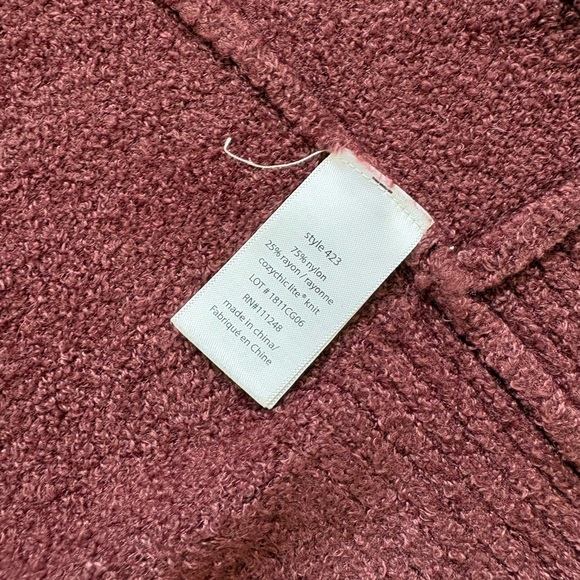 style 423
75% nylon
25% rayon / rayonne
cozychic lite® knit
LOT # 1811CG06
RN#111248
made in china/
Fabriqué en Chine